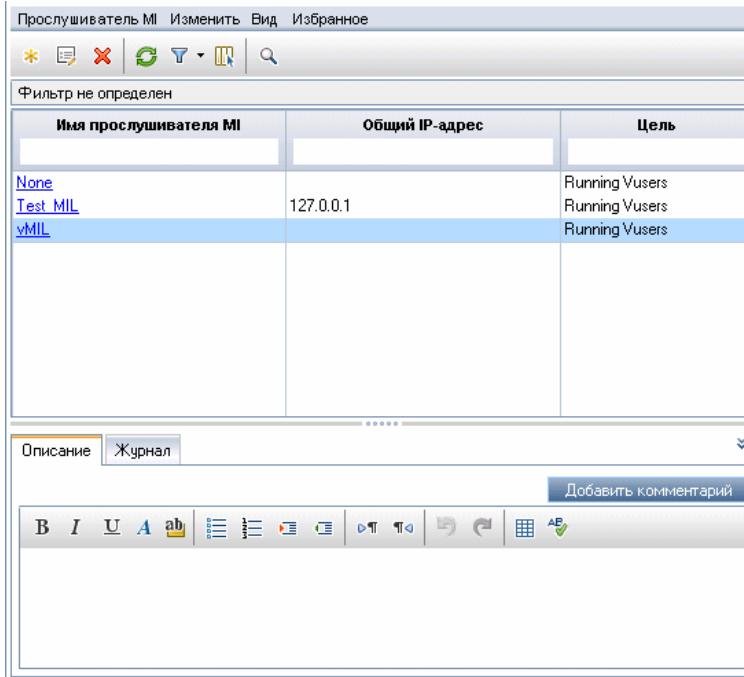 Прослушиватель MI Изменить Вид Избранное
Фильтр не определен
Имя прослушивателя MI Общий IP-адрес Цель
None Running Vusers
Test_MIL 127.0.0.1 Running Vusers
vMIL Running Vusers
Описание Журнал
Добавить комментарий
B I U A ab